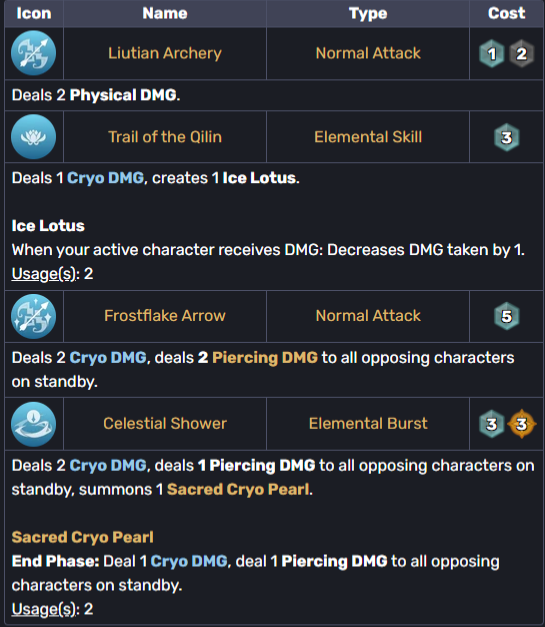 Icon Name Type Cost
Liutian Archery Normal Attack 1 2
Deals 2 Physical DMG.
Trail of the Qilin Elemental Skill 3
Deals 1 Cryo DMG, creates 1 Ice Lotus.
Ice Lotus
When your active character receives DMG: Decreases DMG taken by 1.
Usage(s): 2
Frostflake Arrow Normal Attack 5
Deals 2 Cryo DMG, deals 2 Piercing DMG to all opposing characters
on standby.
Celestial Shower Elemental Burst 3 3
Deals 2 Cryo DMG, deals 1 Piercing DMG to all opposing characters on
standby, summons 1 Sacred Cryo Pearl.
Sacred Cryo Pearl
End Phase: Deal 1 Cryo DMG, deal 1 Piercing DMG to all opposing
characters on standby.
Usage(s): 2